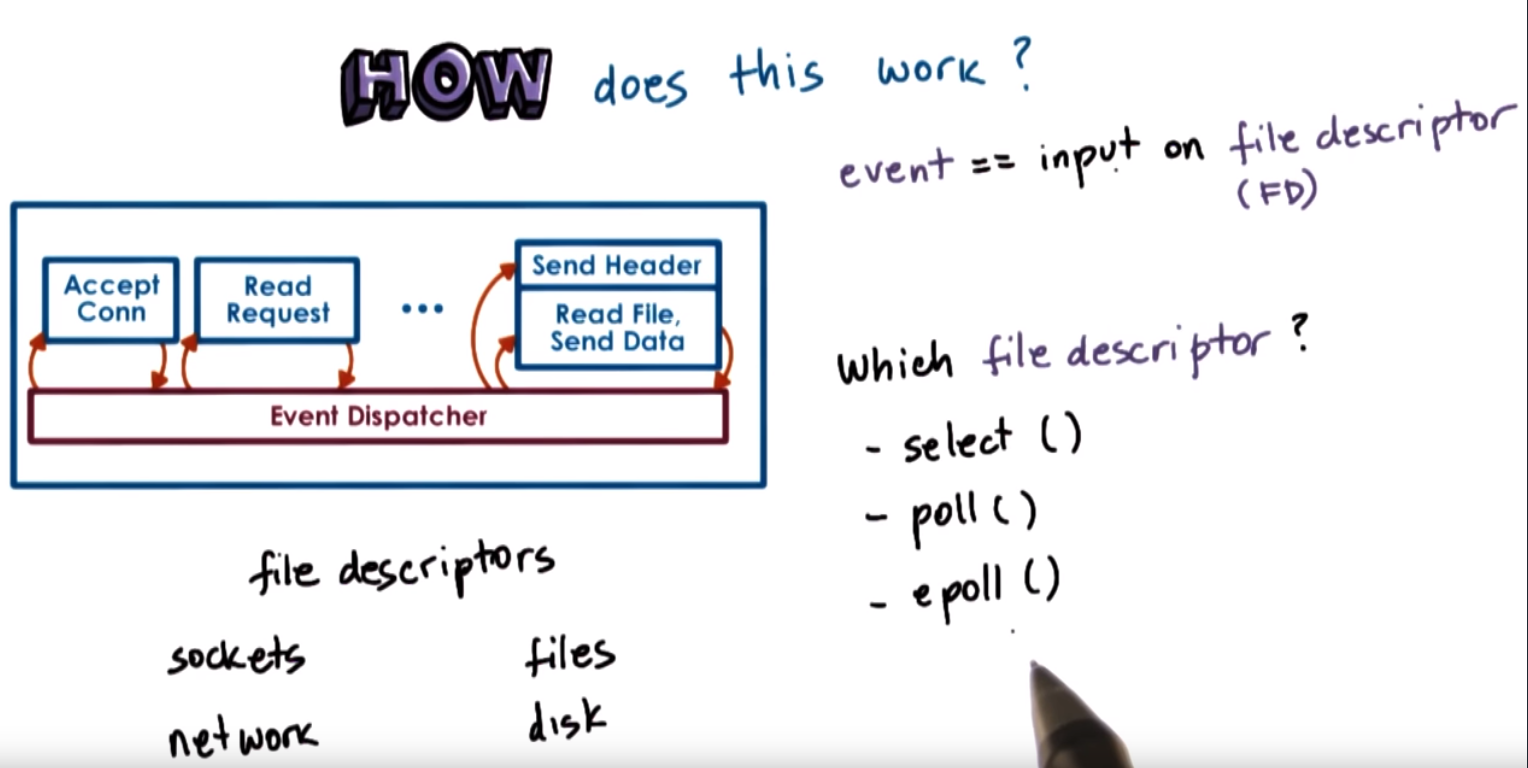 HOW does this work?
event == input on file descriptor
(FD)
Accept
Conn
Read
Request
...
Send Header
Read File,
Send Data
Event Dispatcher
Which file descriptor?
- select ()
- poll ()
- epoll ()
file descriptors
sockets files
network disk